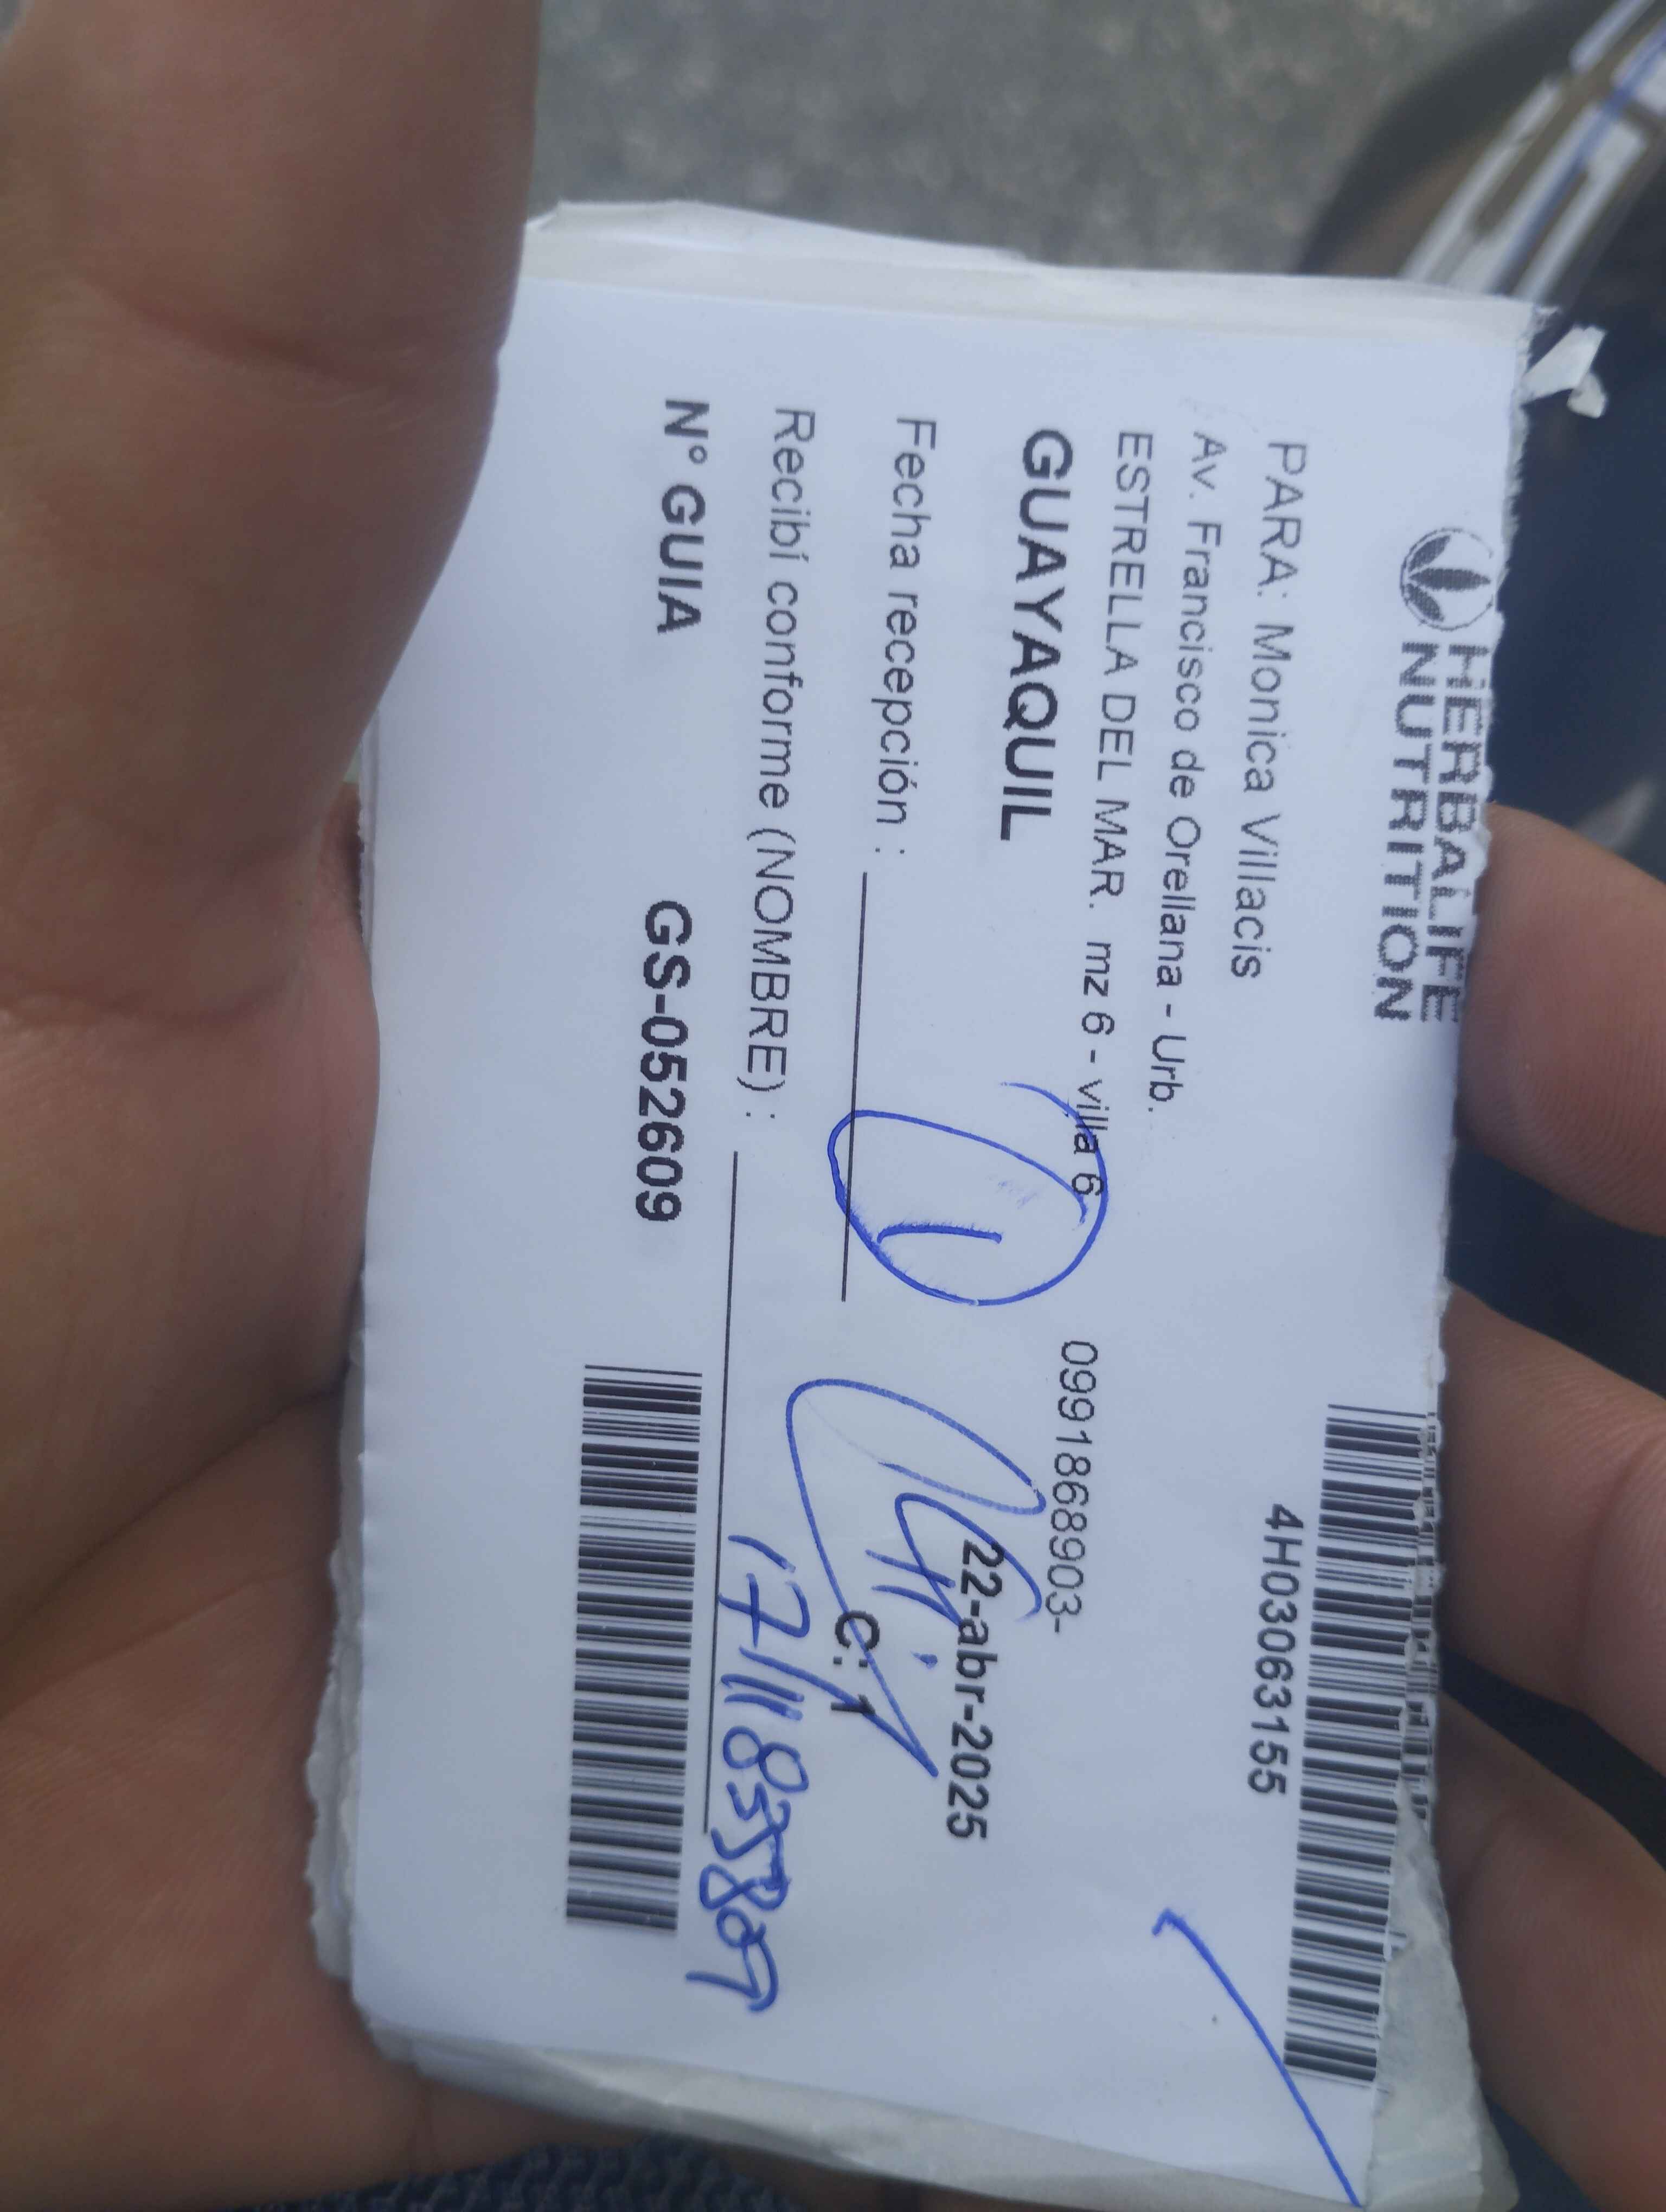 HERBALIFE
NUTRITION
4H03063155
PARA: Monica Villacis
Av. Francisco de Orellana - Urb.
ESTRELLA DEL MAR. mz 6 - villa 6
0991868903-
GUAYAQUIL
22-abr-2025
Fecha recepción :
C: 1
Recibí conforme (NOMBRE) :
Nº GUIA GS-052609